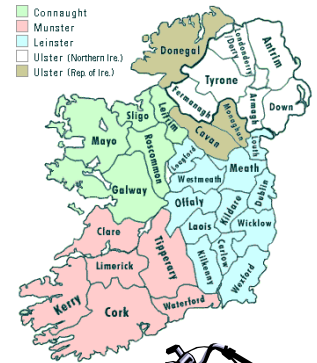 Connaught
Munster
Leinster
Ulster (Northern Ire.)
Ulster (Rep. of Ire.)
Donegal
Londonderry
Derry
Antrim
Tyrone
Fermanagh
Armagh
Down
Monaghan
Cavan
Leitrim
Sligo
Mayo
Roscommon
Galway
Longford
Louth
Meath
Westmeath
Dublin
Offaly
Kildare
Laois
Wicklow
Carlow
Kilkenny
Wexford
Clare
Limerick
Tipperary
Kerry
Cork
Waterford